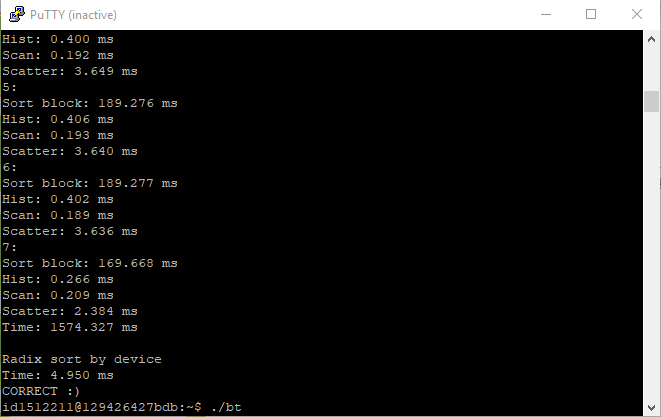 PuTTY (inactive)
Hist: 0.400 ms
Scan: 0.192 ms
Scatter: 3.649 ms
5:
Sort block: 189.276 ms
Hist: 0.406 ms
Scan: 0.193 ms
Scatter: 3.640 ms
6:
Sort block: 189.277 ms
Hist: 0.402 ms
Scan: 0.189 ms
Scatter: 3.636 ms
7:
Sort block: 169.668 ms
Hist: 0.266 ms
Scan: 0.209 ms
Scatter: 2.384 ms
Time: 1574.327 ms

Radix sort by device
Time: 4.950 ms
CORRECT :)
id1512211@129426427bdb:~$ ./bt